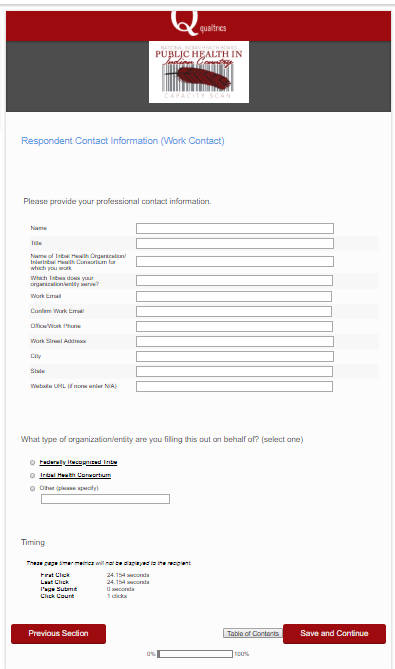 qualtrics
NATIONAL INDIAN HEALTH BOARD
PUBLIC HEALTH IN
Indian Country
CAPACITY SCAN
Respondent Contact Information (Work Contact)
Please provide your professional contact information.
Name
Title
Name of Tribal Health Organization/
Intertribal Health Consortium for
which you work
Which Tribes does your
organization/entity serve?
Work Email
Confirm Work Email
Office/Work Phone
Work Street Address
City
State
Website URL (if none enter N/A)
What type of organization/entity are you filling this out on behalf of? (select one)
Federally Recognized Tribe
Tribal Health Consortium
Other (please specify)
Timing
These page timer metrics will not be displayed to the recipient.
First Click 24.154 seconds
Last Click 24.154 seconds
Page Submit 0 seconds
Click Count 1 clicks
Previous Section Table of Contents Save and Continue
0% 100%